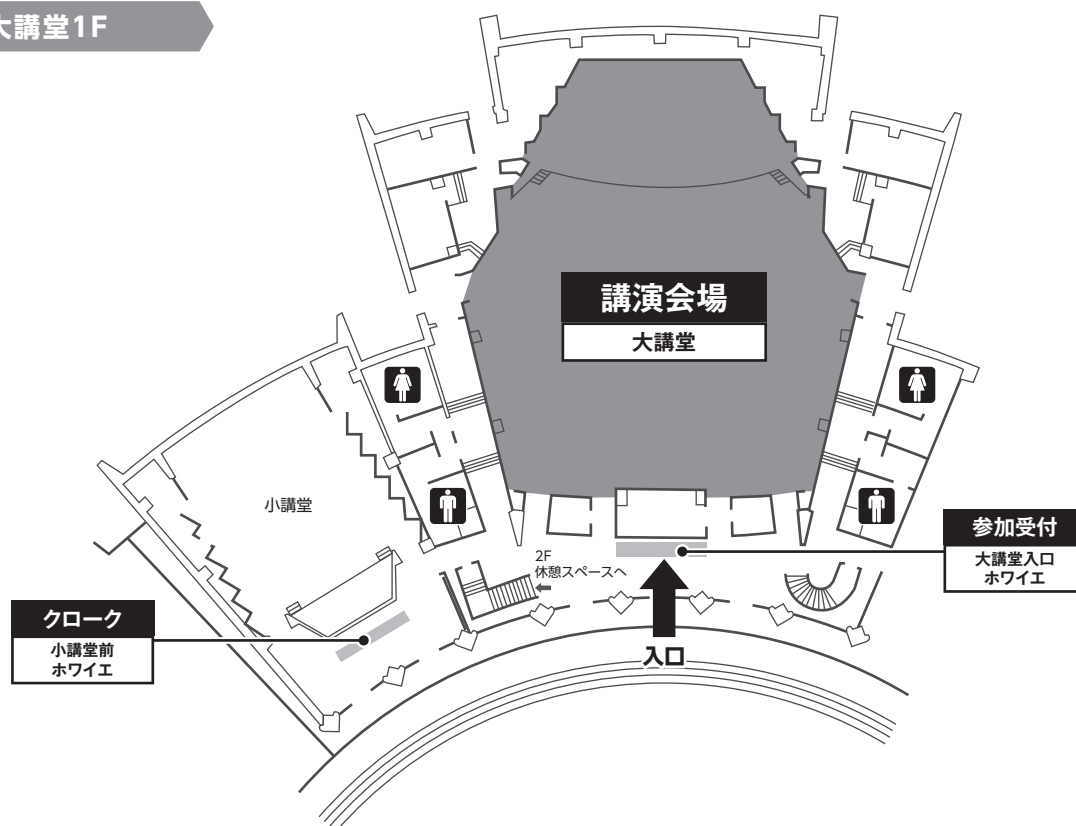 大講堂1F
講演会場
大講堂
小講堂
2F
休憩スペースへ
参加受付
大講堂入口
ホワイエ
クローク
小講堂前
ホワイエ
入口